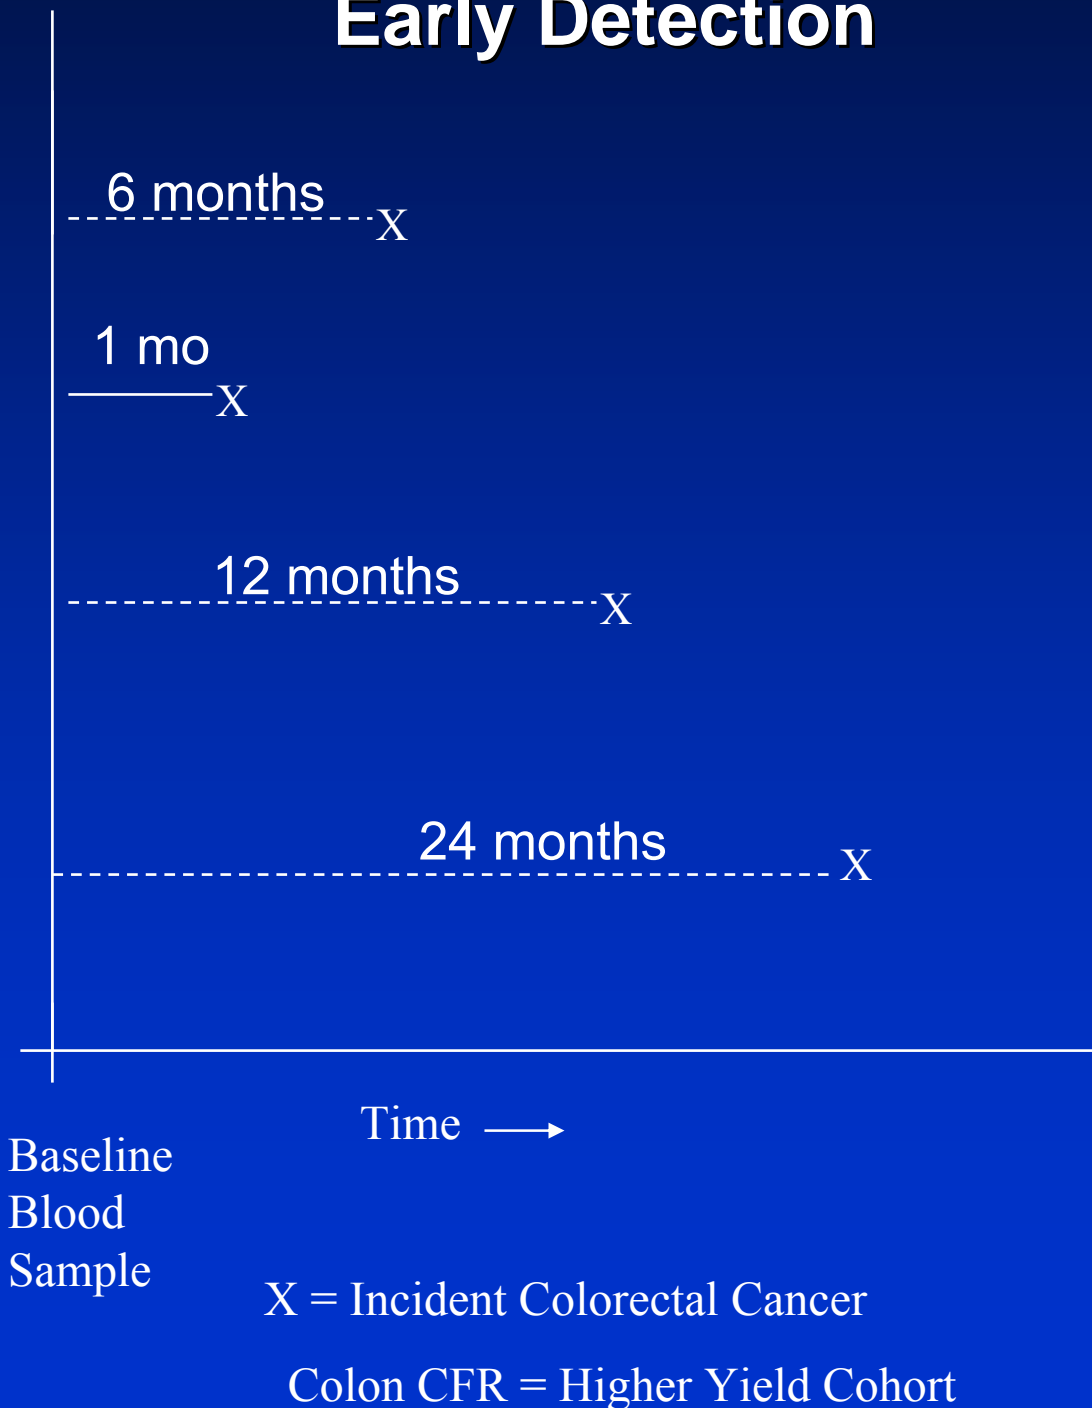 Early Detection
6 months
X
1 mo
X
12 months
X
24 months
X
Time
Baseline
Blood
Sample
X = Incident Colorectal Cancer
Colon CFR = Higher Yield Cohort